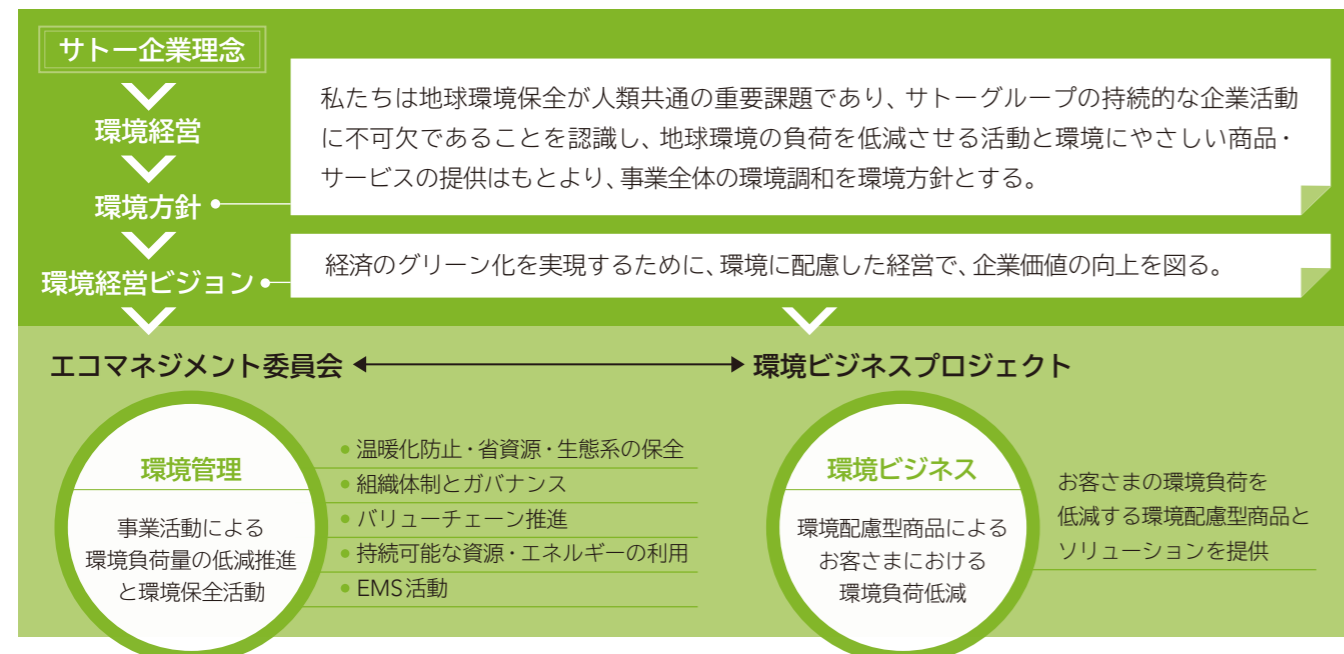 サトー企業理念
環境経営
環境方針
私たちは地球環境保全が人類共通の重要課題であり、サトーグループの持続的な企業活動
に不可欠であることを認識し、地球環境の負荷を低減させる活動と環境にやさしい商品・
サービスの提供はもとより、事業全体の環境調和を環境方針とする。
環境経営ビジョン
経済のグリーン化を実現するために、環境に配慮した経営で、企業価値の向上を図る。
エコマネジメント委員会
環境ビジネスプロジェクト
環境管理
事業活動による
環境負荷量の低減推進
と環境保全活動
・温暖化防止・省資源・生態系の保全
・組織体制とガバナンス
・バリューチェーン推進
・持続可能な資源・エネルギーの利用
・EMS活動
環境ビジネス
環境配慮型商品による
お客さまにおける
環境負荷低減
お客さまの環境負荷を
低減する環境配慮型商品と
ソリューションを提供